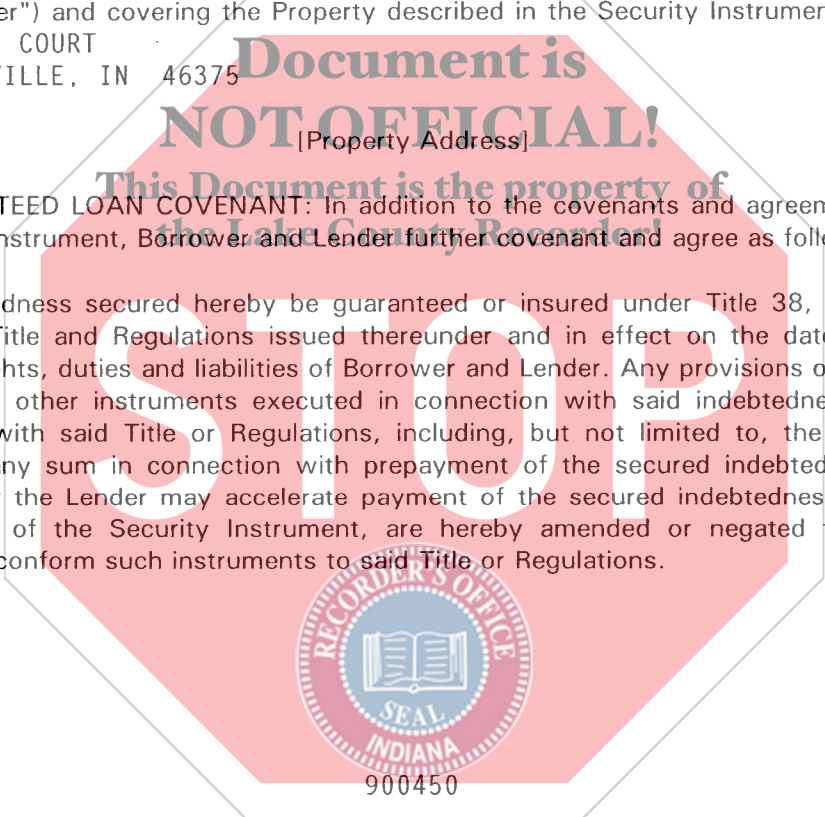 er") and covering the Property described in the Security Instrumen
COURT
VILLE, IN 46375
Document is
NOT OFFICIAL!
[Property Address]
This Document is the property of
the Lake County Recorder!
TEED LOAN COVENANT: In addition to the covenants and agreem
nstrument, Borrower and Lender further covenant and agree as follo
dness secured hereby be guaranteed or insured under Title 38,
Title and Regulations issued thereunder and in effect on the date
hts, duties and liabilities of Borrower and Lender. Any provisions o
other instruments executed in connection with said indebtedne
with said Title or Regulations, including, but not limited to, the
ny sum in connection with prepayment of the secured indebted
the Lender may accelerate payment of the secured indebtednes
of the Security Instrument, are hereby amended or negated
conform such instruments to said Title or Regulations.
STOP
RECORDER'S OFFICE
SEAL
INDIANA
900450